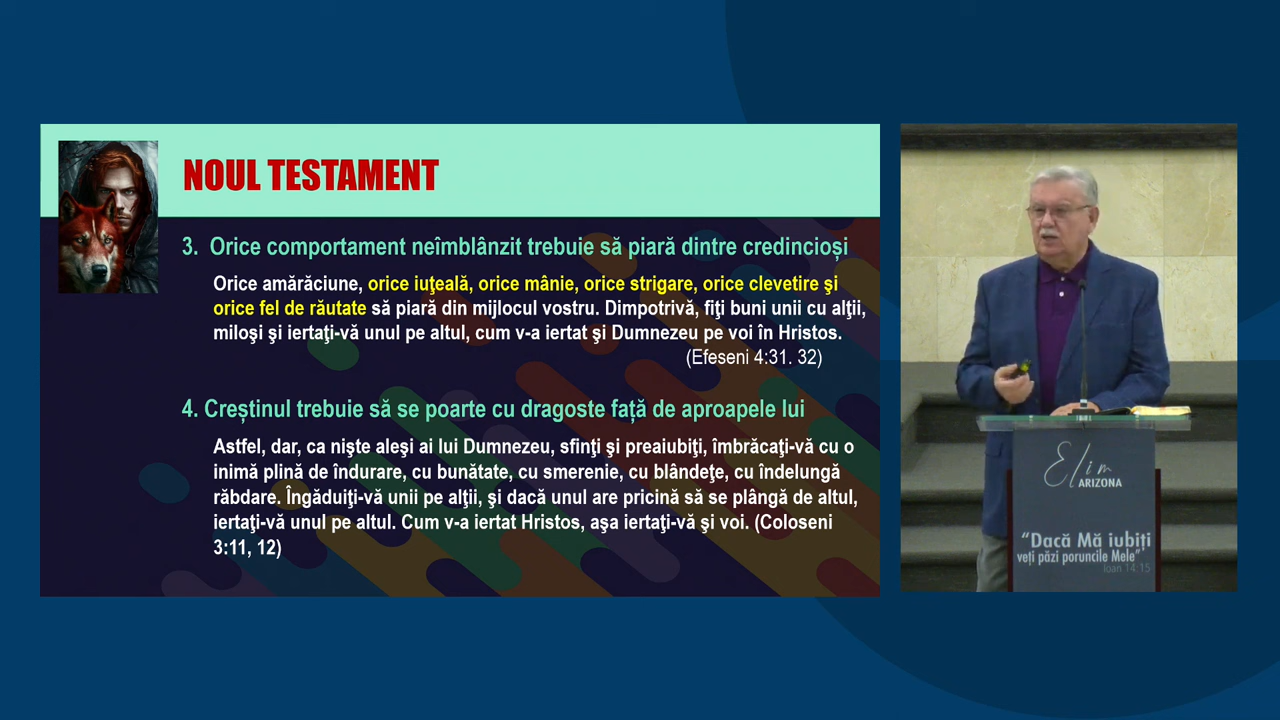 NOUL TESTAMENT
3. Orice comportament neîmblânzit trebuie să piară dintre credincioși
Orice amărăciune, orice iuţeală, orice mânie, orice strigare, orice clevetire şi
orice fel de răutate să piară din mijlocul vostru. Dimpotrivă, fiţi buni unii cu alţii,
miloşi şi iertaţi-vă unul pe altul, cum v-a iertat şi Dumnezeu pe voi în Hristos.
(Efeseni 4:31. 32)
4. Creștinul trebuie să se poarte cu dragoste față de aproapele lui
Astfel, dar, ca nişte aleşi ai lui Dumnezeu, sfinţi şi preaiubiţi, îmbrăcaţi-vă cu o
inimă plină de îndurare, cu bunătate, cu smerenie, cu blândeţe, cu îndelungă
răbdare. Îngăduiţi-vă unii pe alţii, şi dacă unul are pricină să se plângă de altul,
iertaţi-vă unul pe altul. Cum v-a iertat Hristos, aşa iertaţi-vă şi voi. (Coloseni
3:11, 12)
Elim
ARIZONA
“Dacă Mă iubiți
veți păzi poruncile Mele”
Ioan 14:15